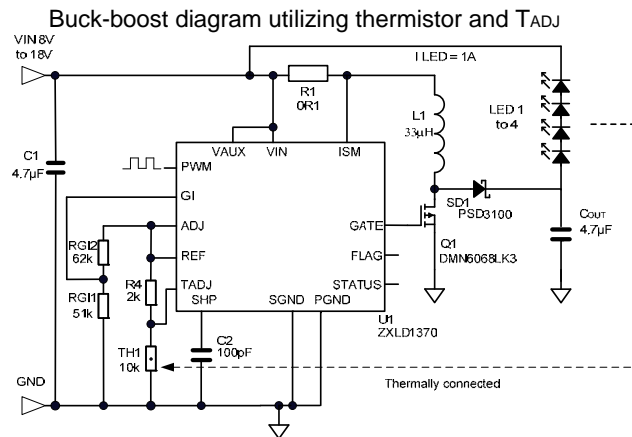 Buck-boost diagram utilizing thermistor and TADJ
VIN 8V
to 18V
I LED = 1A
R1
0R1
L1
33µH
LED 1
to 4
C1
4.7µF
VAUX
VIN
ISM
PWM
GI
ADJ
REF
TADJ
SHP
SGND
PGND
GATE
FLAG
STATUS
SD1
PSD3100
Q1
DMN6068LK3
COUT
4.7µF
RGI2
62k
RGI1
51k
R4
2k
TH1
10k
C2
100pF
U1
ZXLD1370
Thermally connected
GND